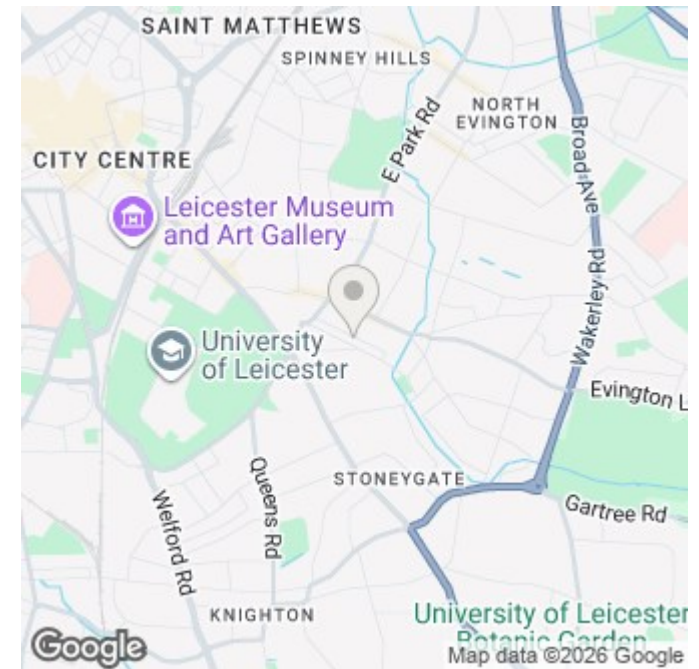 SAINT MATTHEWS
SPINNEY HILLS
NORTH
EVINGTON
E Park Rd
Broad Ave
CITY CENTRE
Leicester Museum
and Art Gallery
Wakerley Rd
University
of Leicester
Evington L
Queens Rd
STONEYGATE
Welford Rd
Gartree Rd
KNIGHTON
University of Leicester
Botanic Garden
Google
Map data ©2026 Google